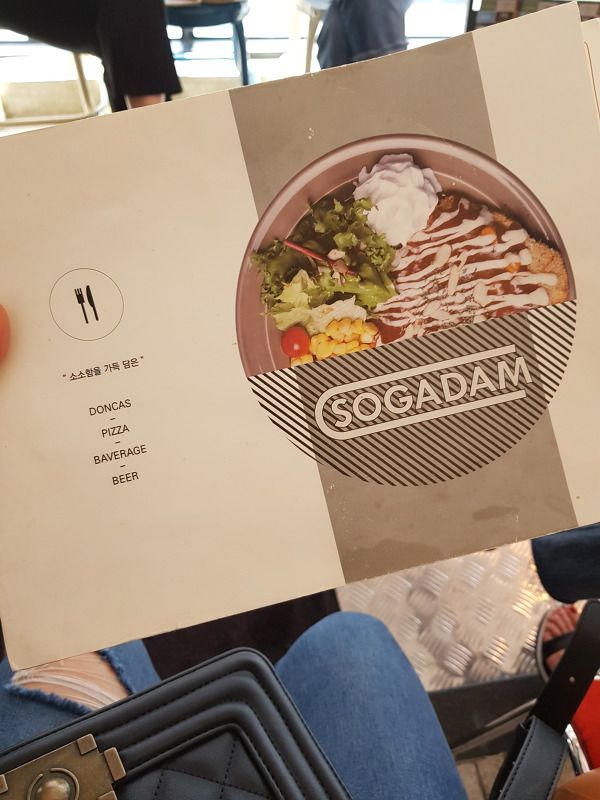 " 소소함을 가득 담은 "
DONCAS
–
PIZZA
–
BAVERAGE
–
BEER
SOGADAM